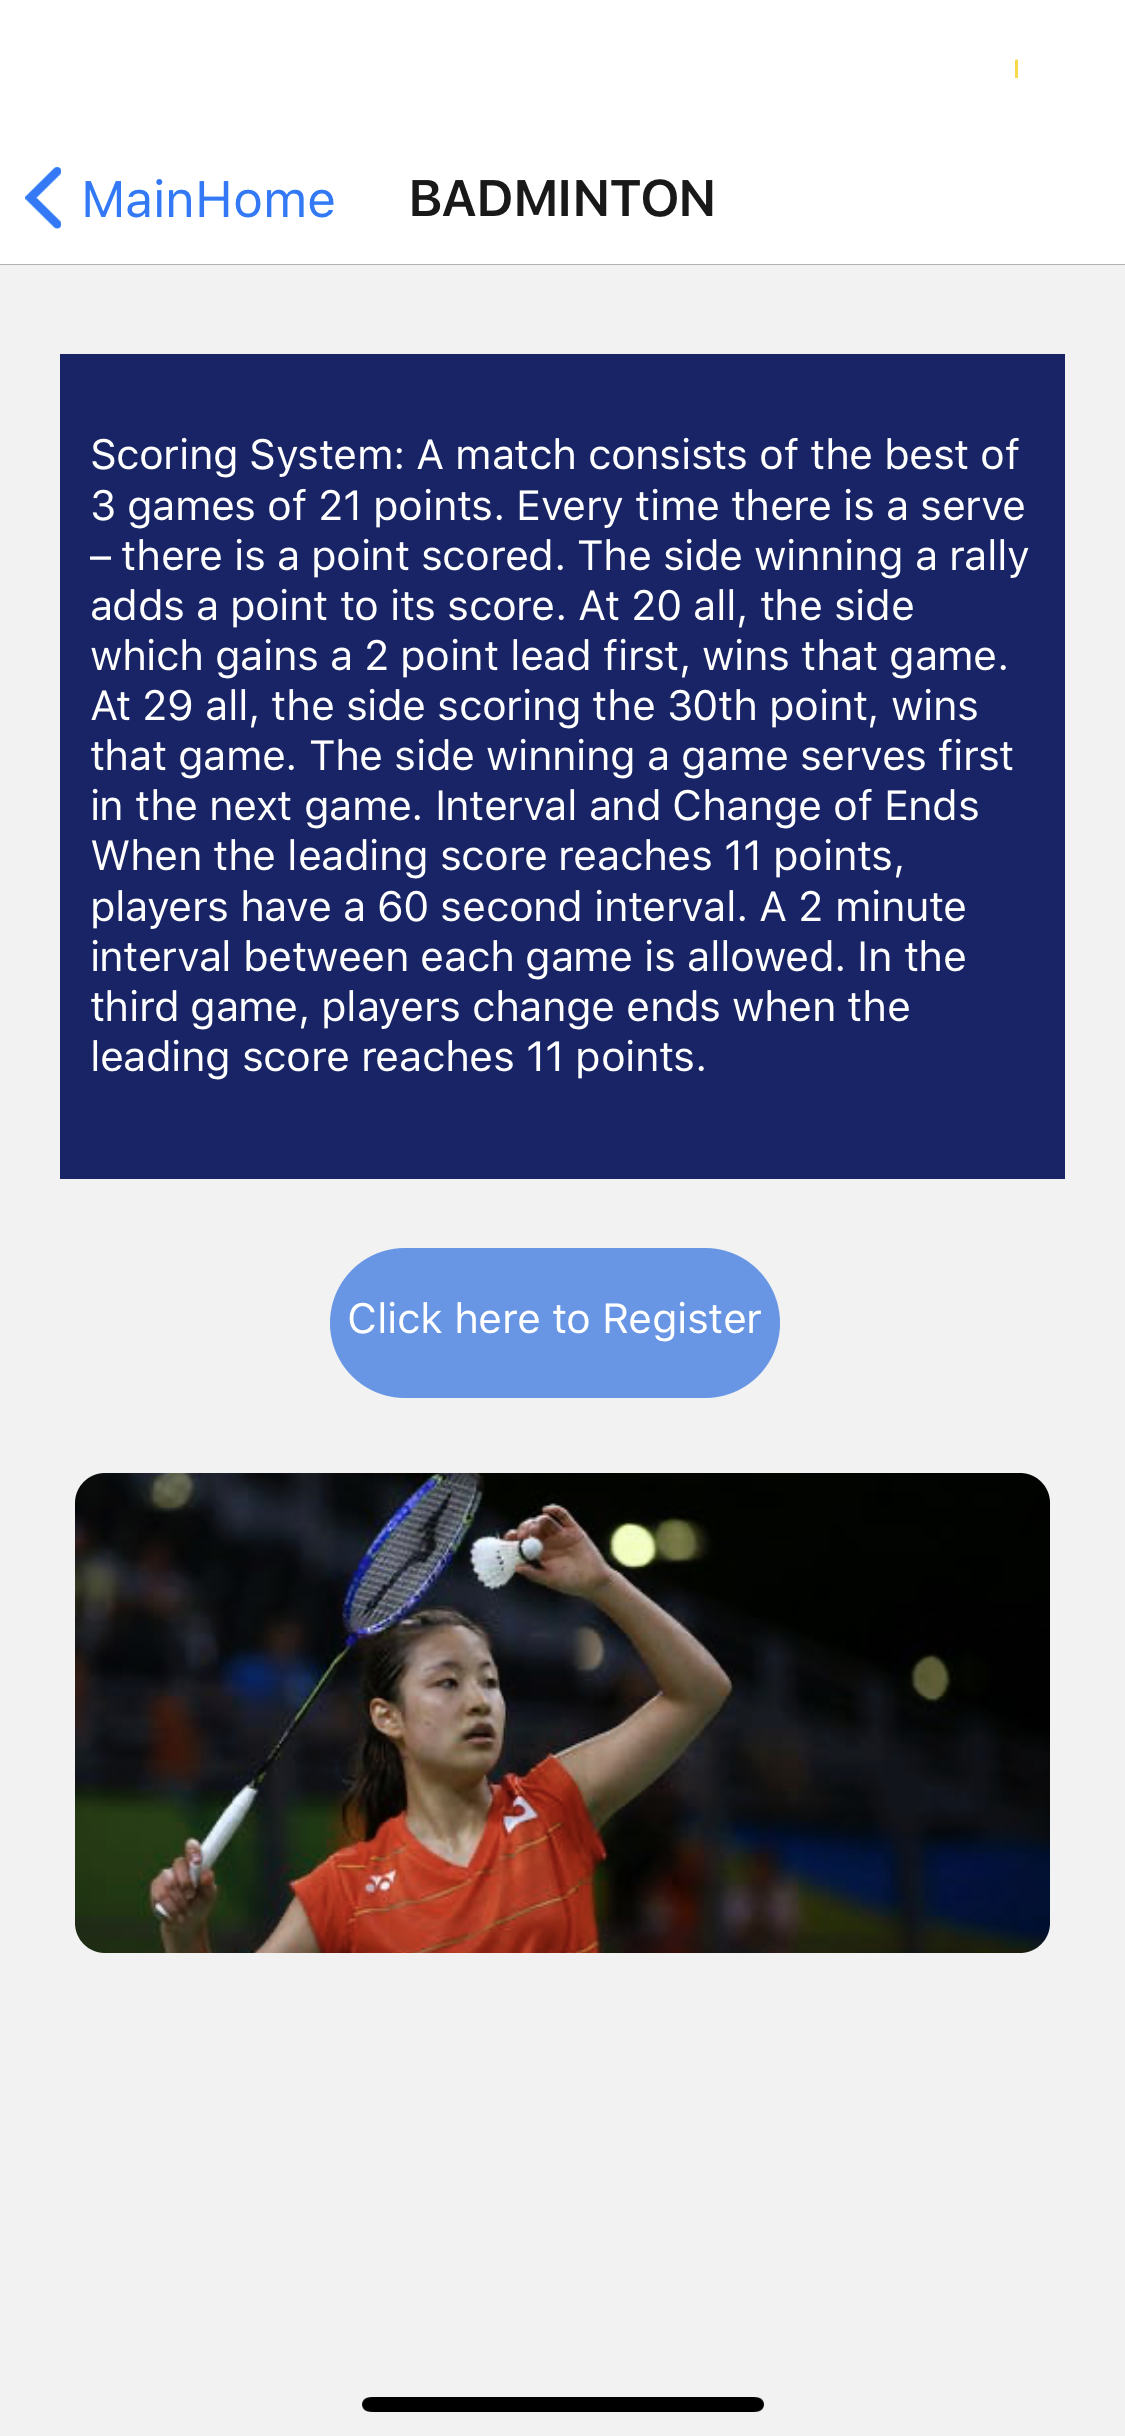 MainHome
BADMINTON
Scoring System: A match consists of the best of
3 games of 21 points. Every time there is a serve
– there is a point scored. The side winning a rally
adds a point to its score. At 20 all, the side
which gains a 2 point lead first, wins that game.
At 29 all, the side scoring the 30th point, wins
that game. The side winning a game serves first
in the next game. Interval and Change of Ends
When the leading score reaches 11 points,
players have a 60 second interval. A 2 minute
interval between each game is allowed. In the
third game, players change ends when the
leading score reaches 11 points.
Click here to Register